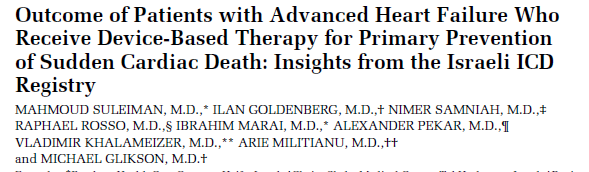 Outcome of Patients with Advanced Heart Failure Who
Receive Device-Based Therapy for Primary Prevention
of Sudden Cardiac Death: Insights from the Israeli ICD
Registry
MAHMOUD SULEIMAN, M.D.,* ILAN GOLDENBERG, M.D.,† NIMER SAMNIAH, M.D.,‡
RAPHAEL ROSSO, M.D.,§ IBRAHIM MARAI, M.D.,* ALEXANDER PEKAR, M.D.,¶
VLADIMIR KHALAMEIZER, M.D.,** ARIE MILITIANU, M.D.,††
and MICHAEL GLIKSON, M.D.†